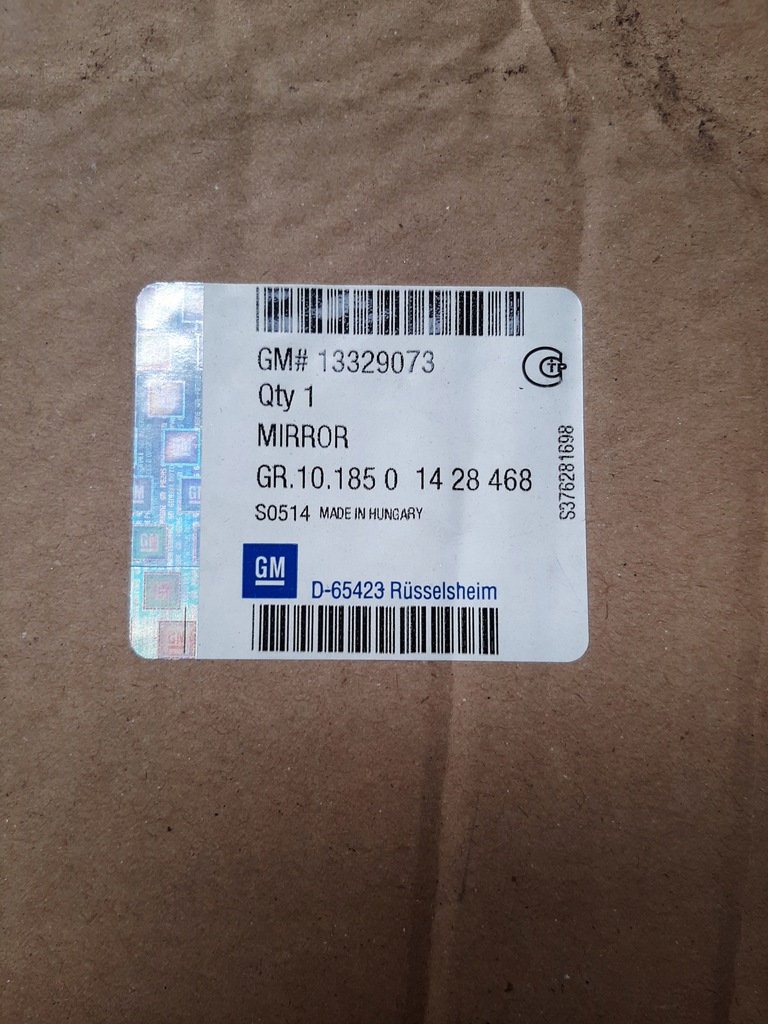 GM# 13329073
Qty 1
MIRROR
GR.10.185 0 14 28 468
S0514 MADE IN HUNGARY
GM
D-65423 Rüsselsheim
S376281698